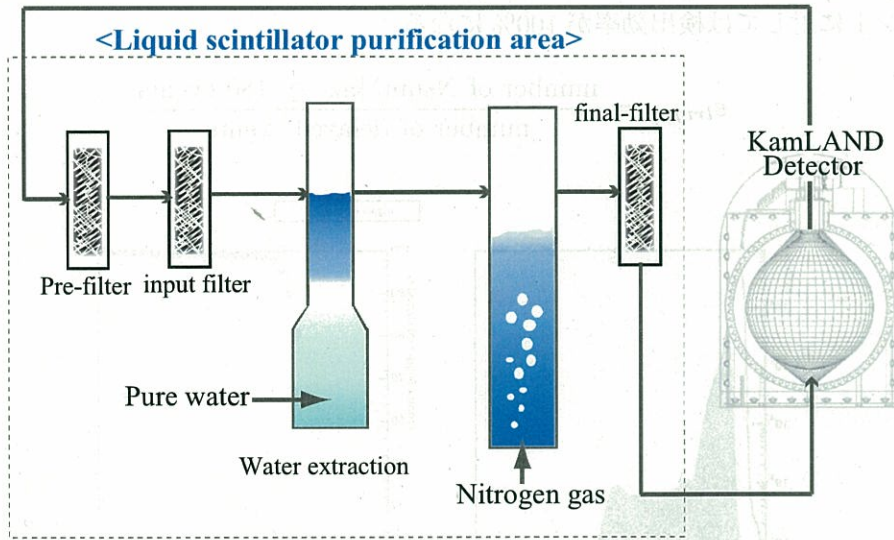 <Liquid scintillator purification area>
final-filter
KamLAND
Detector
Pre-filter
input filter
Pure water
Water extraction
Nitrogen gas